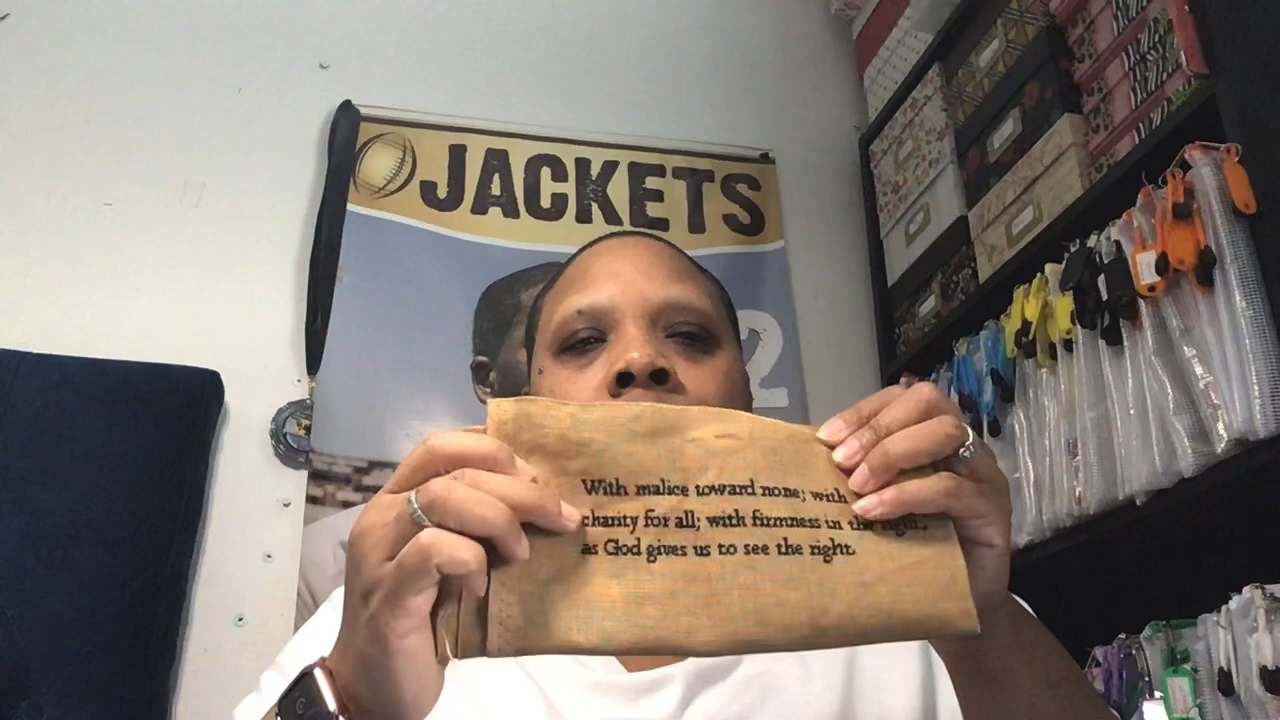 JACKETS
2
With malice toward none; with
charity for all; with firmness in the right,
as God gives us to see the right